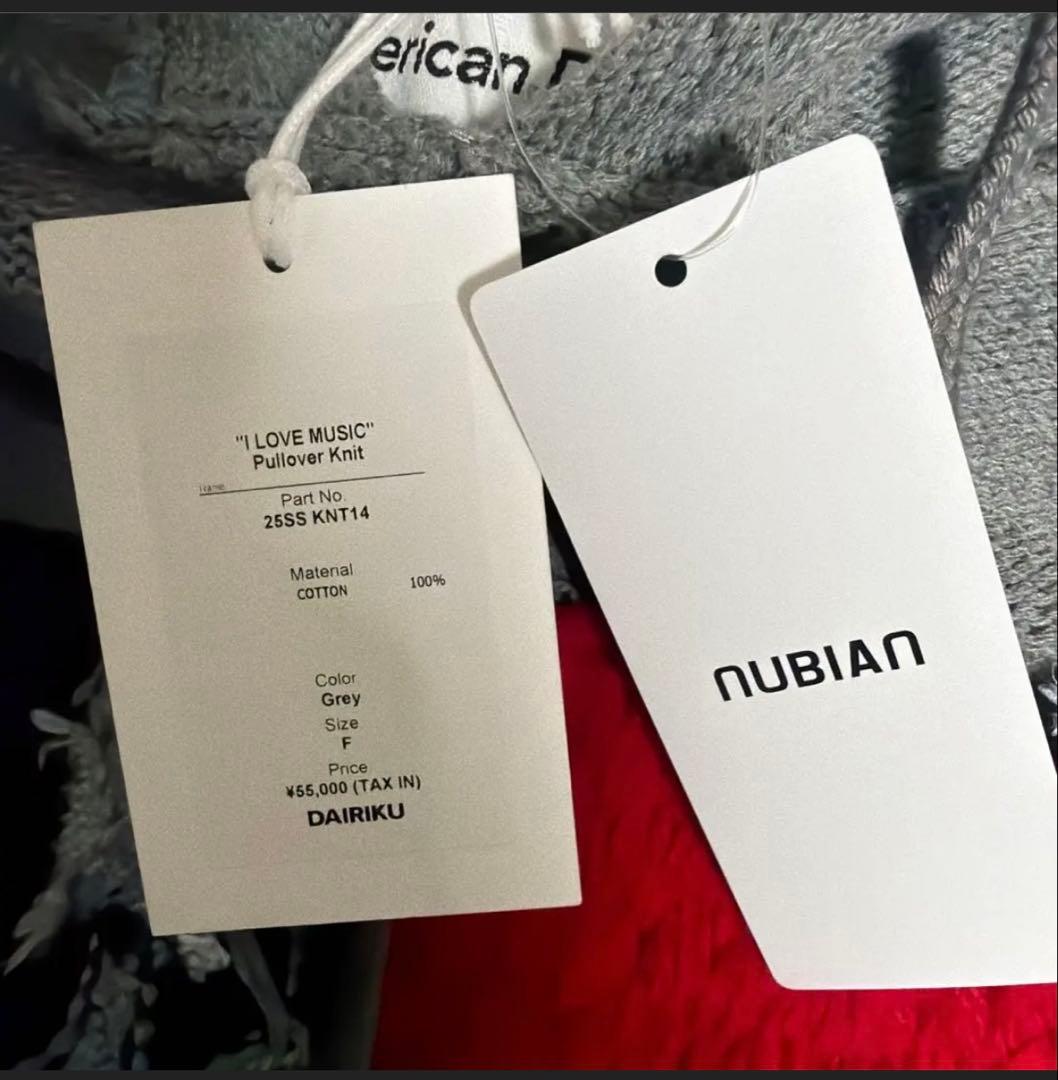 erican
"I LOVE MUSIC"
Pullover Knit
Name
Part No.
25SS KNT14
Material
COTTON 100%
Color
Grey
Size
F
Price
¥55,000 (TAX IN)
DAIRIKU
NUBIAN